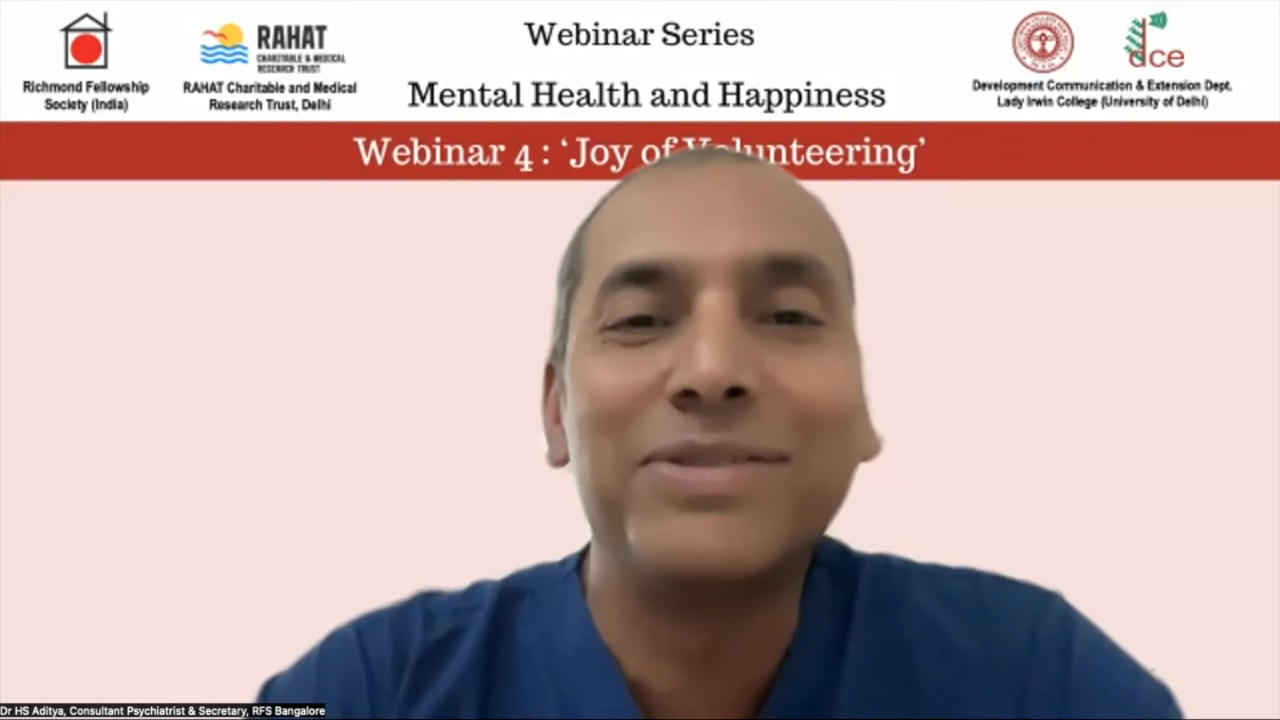 Webinar Series
Mental Health and Happiness
RAHAT
CHARITABLE & MEDICAL
RESEARCH TRUST
dce
Richmond Fellowship
Society (India)
RAHAT Charitable and Medical
Research Trust, Delhi
Development Communication & Extension Dept.
Lady Irwin College (University of Delhi)
Webinar 4 : ‘Joy of Volunteering’
Dr HS Aditya, Consultant Psychiatrist & Secretary, RFS Bangalore